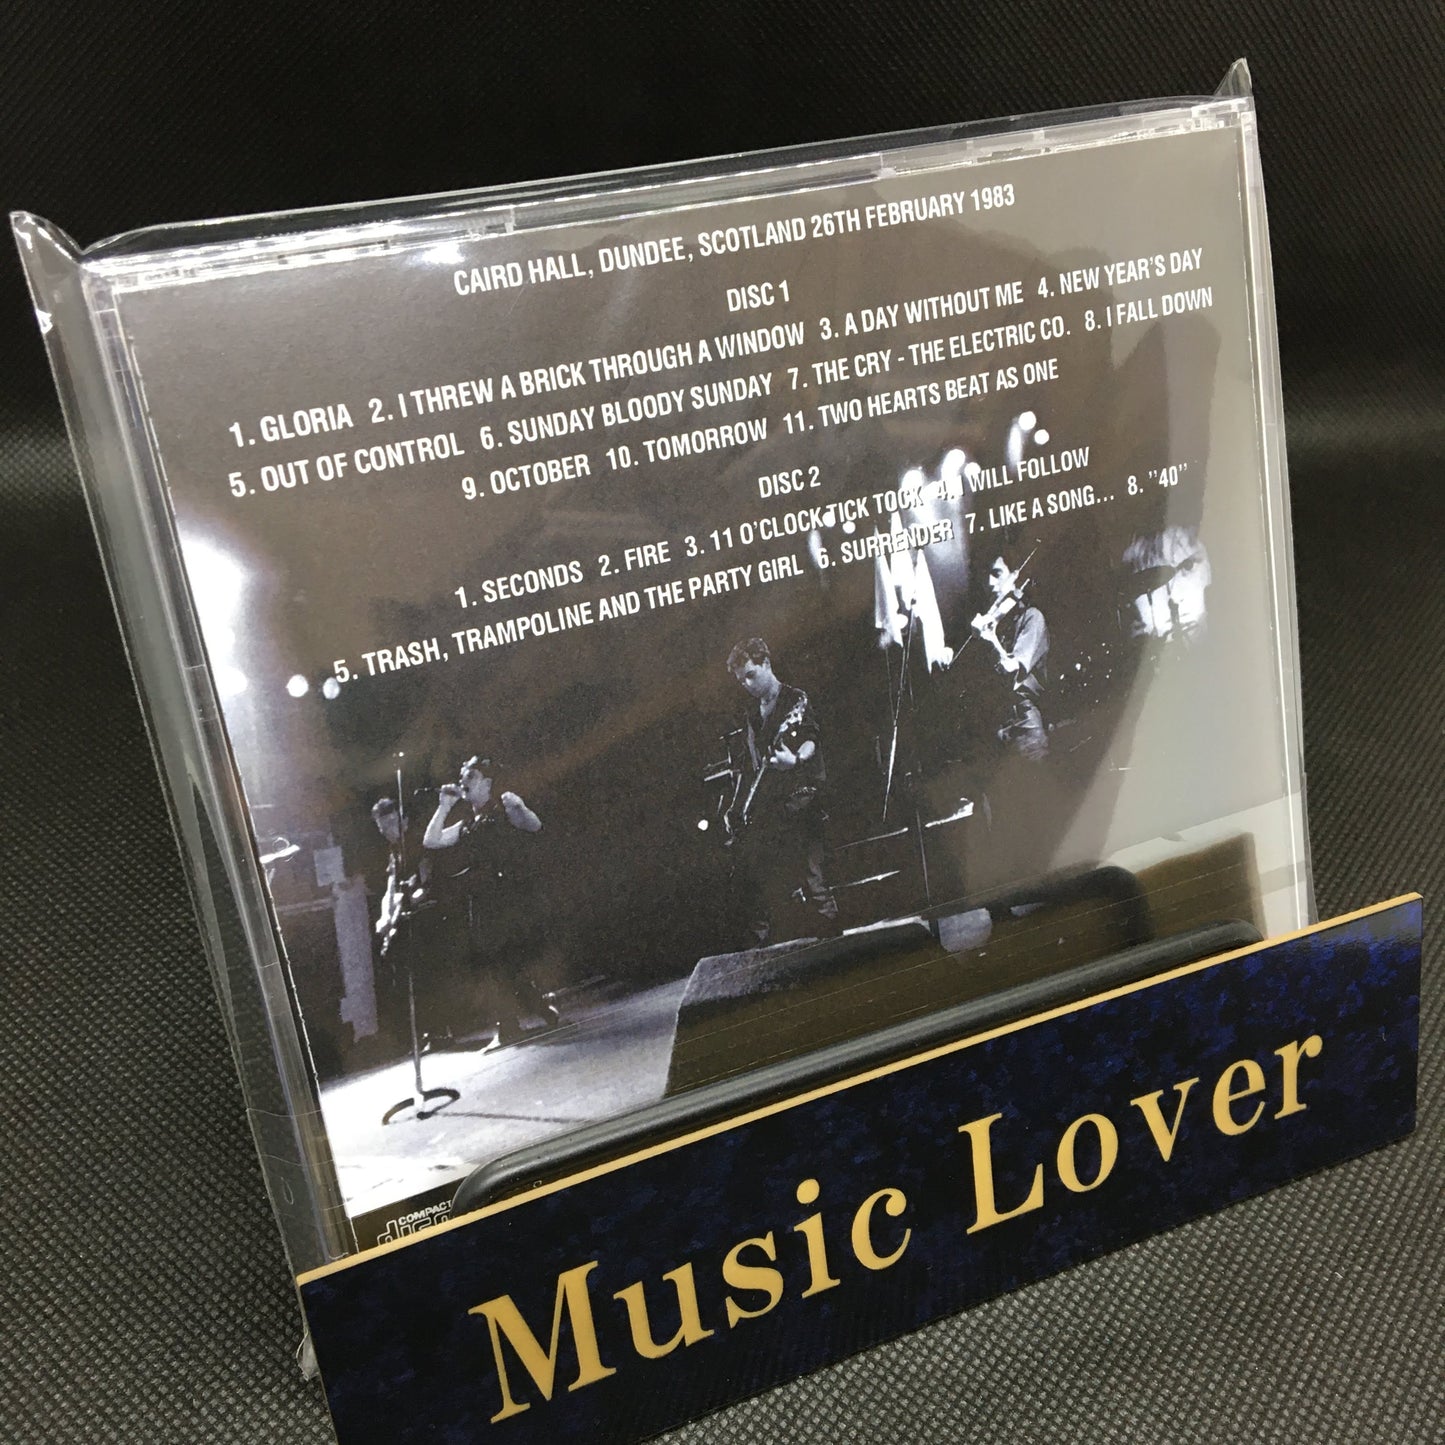 CAIRD HALL, DUNDEE, SCOTLAND 26TH FEBRUARY 1983
DISC 1
1. GLORIA 2. I THREW A BRICK THROUGH A WINDOW 3. A DAY WITHOUT ME 4. NEW YEAR'S DAY
5. OUT OF CONTROL 6. SUNDAY BLOODY SUNDAY 7. THE CRY - THE ELECTRIC CO. 8. I FALL DOWN
9. OCTOBER 10. TOMORROW 11. TWO HEARTS BEAT AS ONE
DISC 2
1. SECONDS 2. FIRE 3. 11 O'CLOCK TICK TOCK 4. I WILL FOLLOW
5. TRASH, TRAMPOLINE AND THE PARTY GIRL 6. SURRENDER 7. LIKE A SONG... 8. "40"
COMPACT
disc
Music Lover